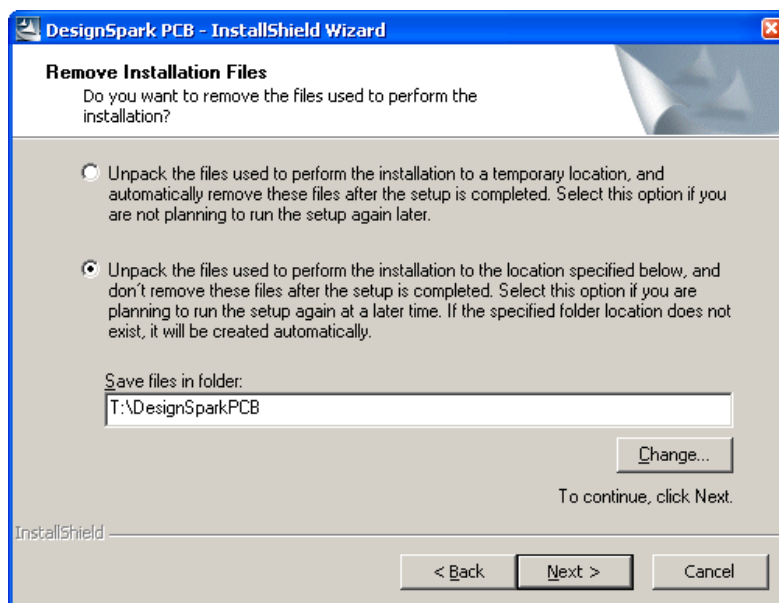 DesignSpark PCB - InstallShield Wizard
Remove Installation Files
Do you want to remove the files used to perform the
installation?
Unpack the files used to perform the installation to a temporary location, and
automatically remove these files after the setup is completed. Select this option if you
are not planning to run the setup again later.
Unpack the files used to perform the installation to the location specified below, and
don´t remove these files after the setup is completed. Select this option if you are
planning to run the setup again at a later time. If the specified folder location does not
exist, it will be created automatically.
Save files in folder:
T:\DesignSparkPCB
Change...
To continue, click Next.
InstallShield
< Back
Next >
Cancel